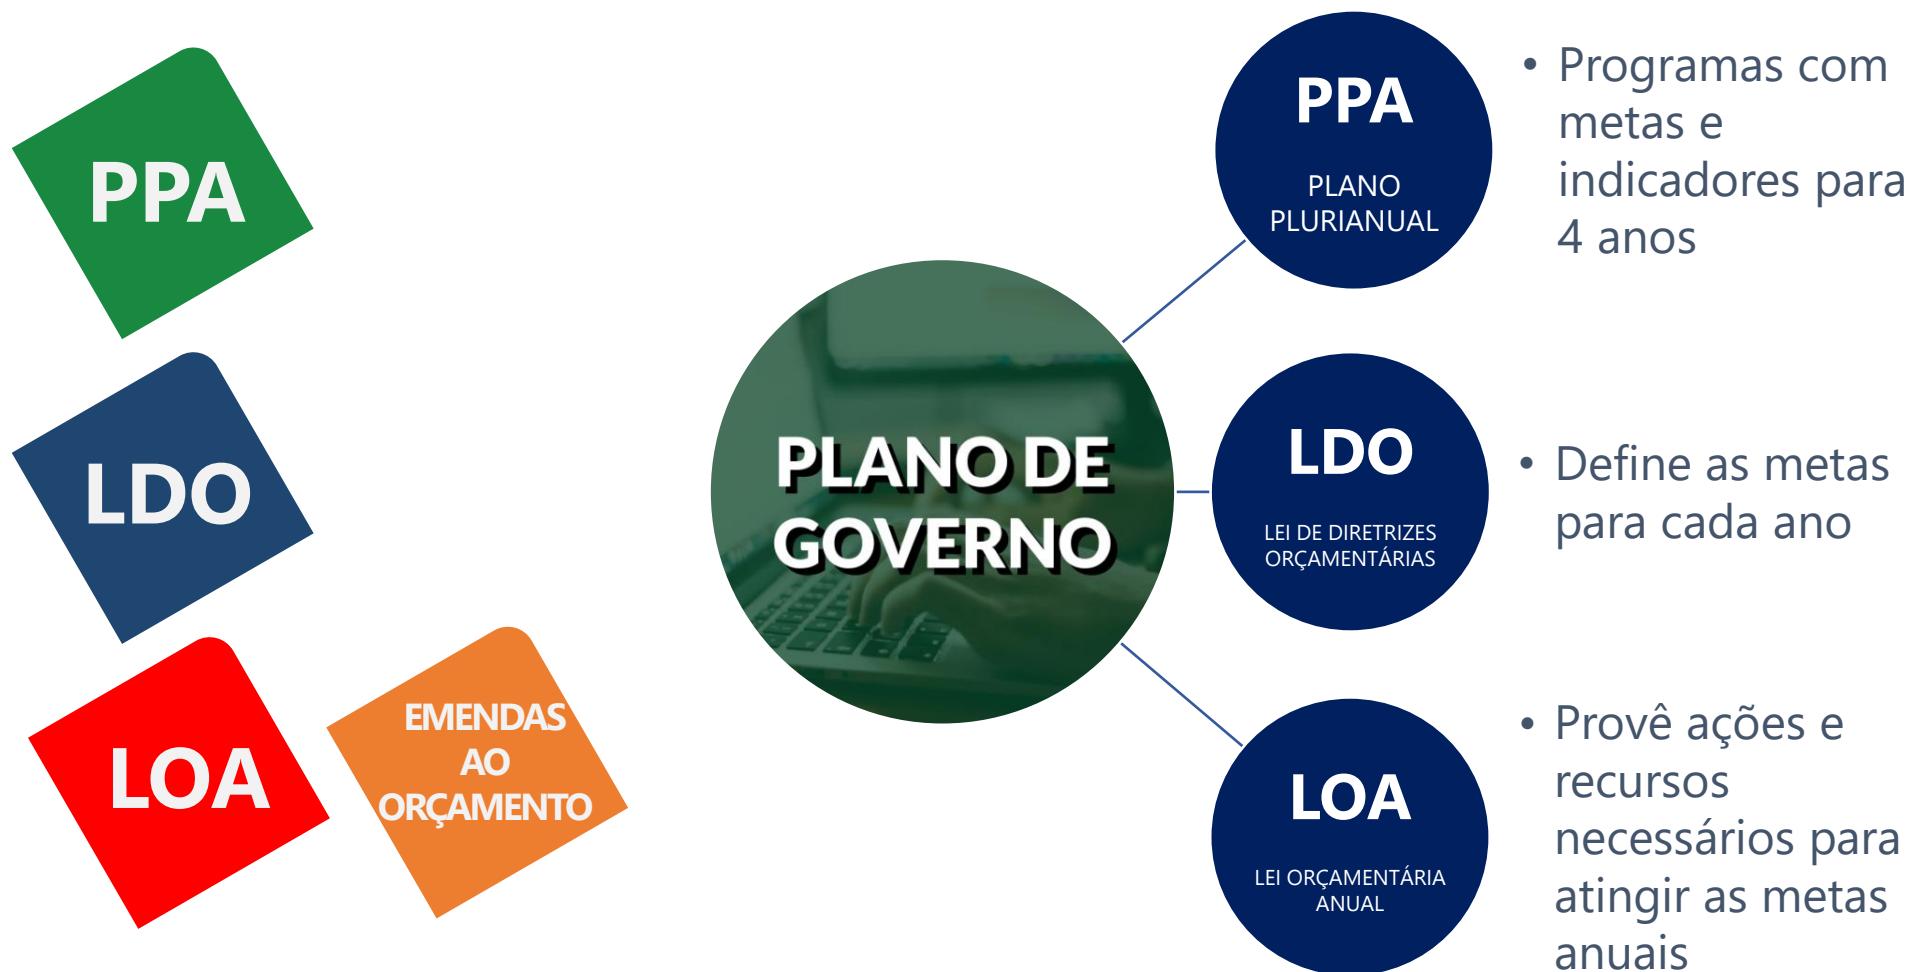 PPA
LDO
LOA
EMENDAS
AO
ORÇAMENTO
PLANO DE
GOVERNO
PPA
PLANO
PLURIANUAL
• Programas com
metas e
indicadores para
4 anos
LDO
LEI DE DIRETRIZES
ORÇAMENTÁRIAS
• Define as metas
para cada ano
LOA
LEI ORÇAMENTÁRIA
ANUAL
• Provê ações e
recursos
necessários para
atingir as metas
anuais